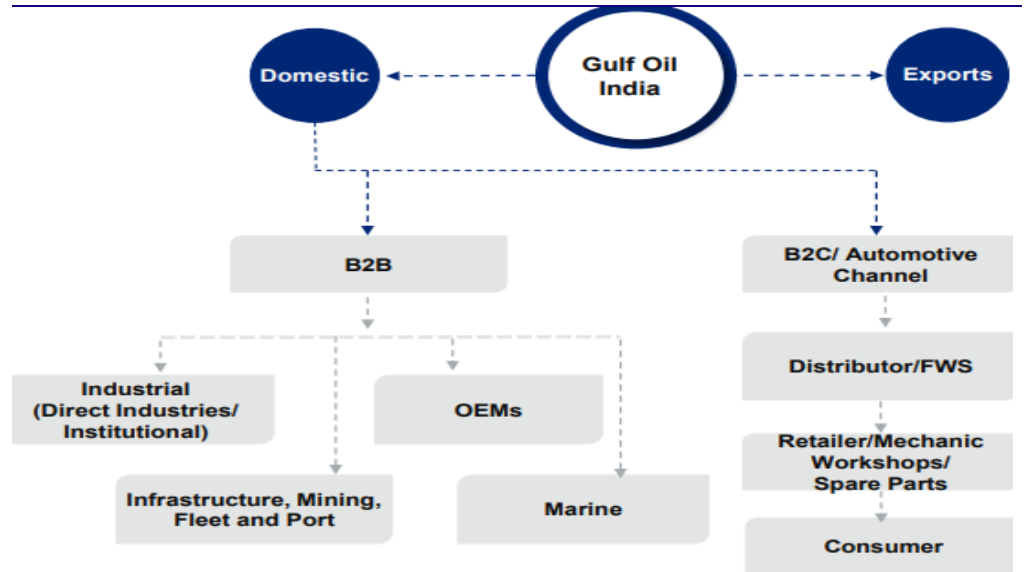 Domestic
Gulf Oil
India
Exports
B2B
B2C/ Automotive
Channel
Industrial
(Direct Industries/
Institutional)
OEMs
Distributor/FWS
Infrastructure, Mining,
Fleet and Port
Marine
Retailer/Mechanic
Workshops/
Spare Parts
Consumer